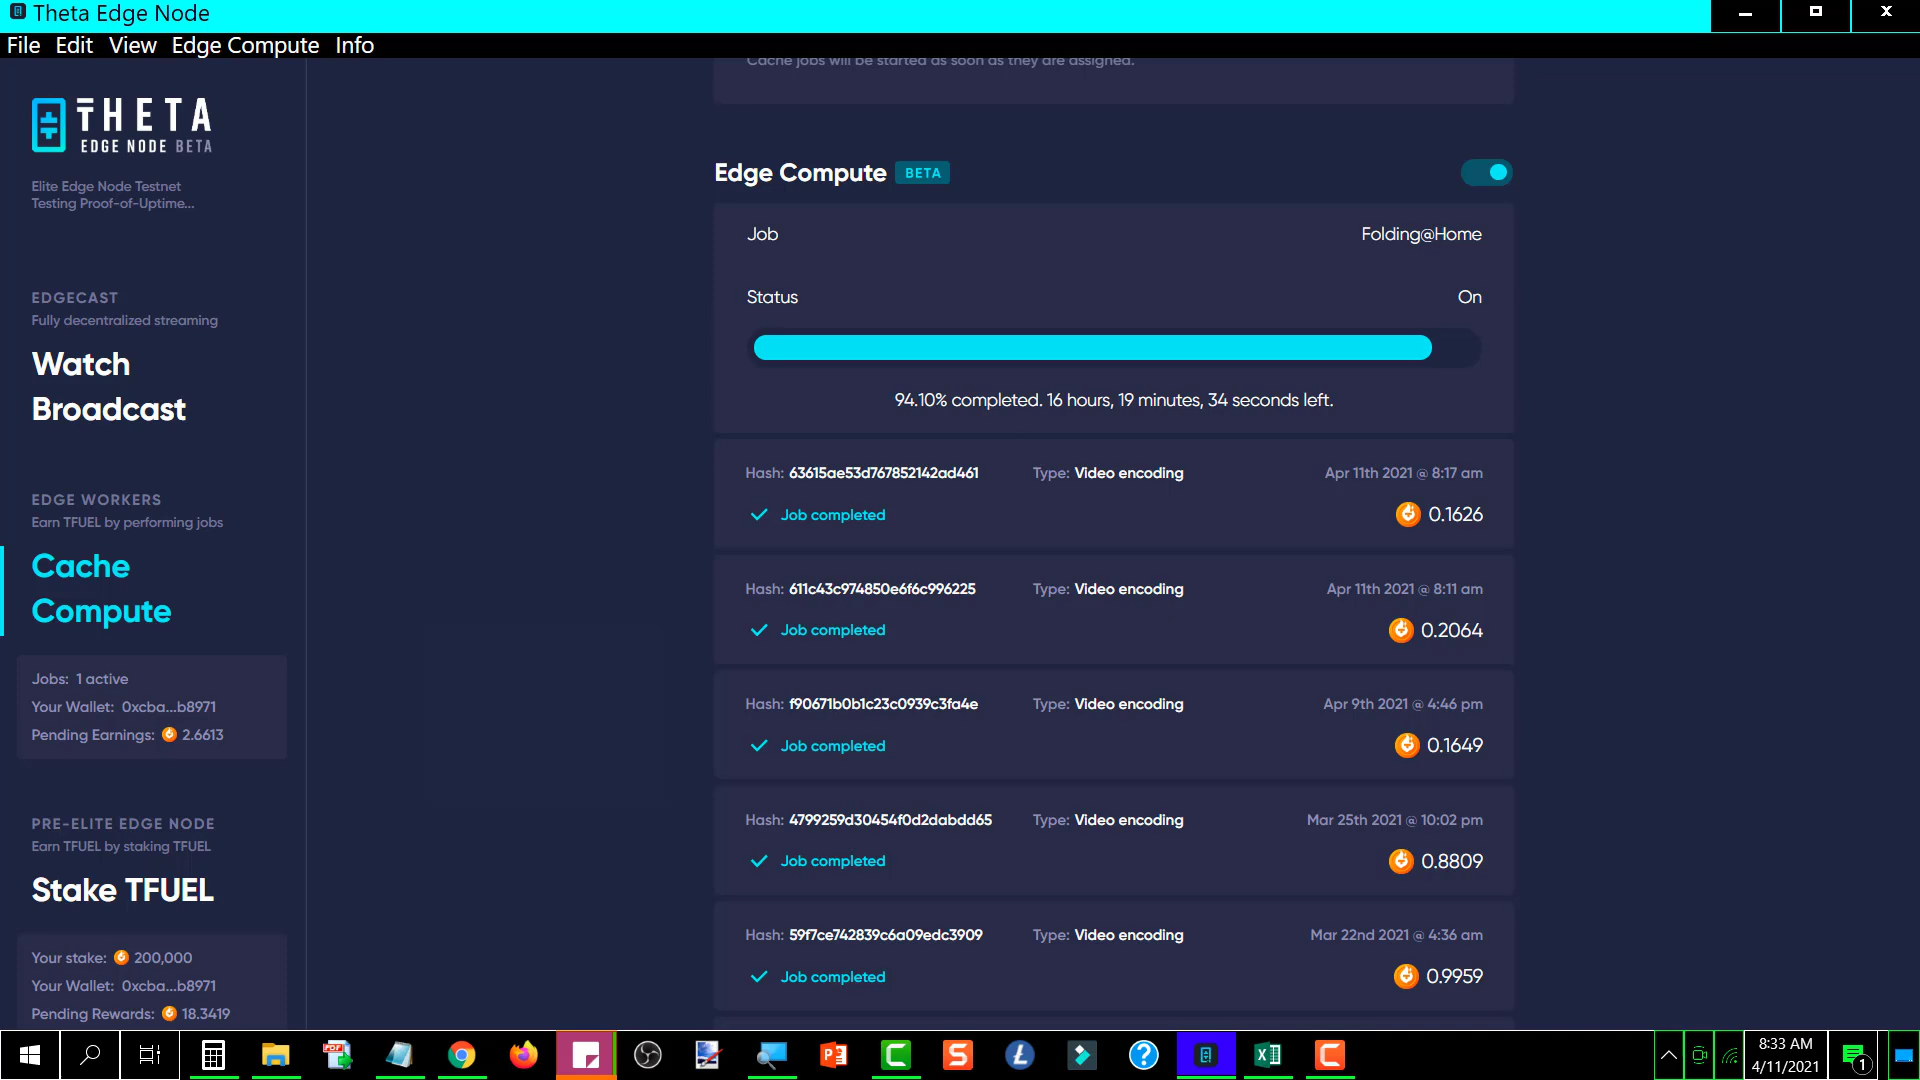 Theta Edge Node
File Edit View Edge Compute Info
THETA
EDGE NODE BETA
Elite Edge Node Testnet
Testing Proof-of-Uptime...
EDGECAST
Fully decentralized streaming
Watch
Broadcast
EDGE WORKERS
Earn TFUEL by performing jobs
Cache
Compute
Jobs: 1 active
Your Wallet: 0xcba...b8971
Pending Earnings: 2.6613
PRE-ELITE EDGE NODE
Earn TFUEL by staking TFUEL
Stake TFUEL
Your stake: 200,000
Your Wallet: 0xcba...b8971
Pending Rewards: 18.3419
Cache jobs will be started as soon as they are assigned.
Edge Compute BETA
Job Folding@Home
Status On
94.10% completed. 16 hours, 19 minutes, 34 seconds left.
Hash: 63615ae53d767852142ad461 Type: Video encoding Apr 11th 2021 @ 8:17 am
Job completed 0.1626
Hash: 611c43c974850e6f6c996225 Type: Video encoding Apr 11th 2021 @ 8:11 am
Job completed 0.2064
Hash: f90671b0b1c23c0939c3fa4e Type: Video encoding Apr 9th 2021 @ 4:46 pm
Job completed 0.1649
Hash: 4799259d30454f0d2dabdd65 Type: Video encoding Mar 25th 2021 @ 10:02 pm
Job completed 0.8809
Hash: 59f7ce742839c6a09edc3909 Type: Video encoding Mar 22nd 2021 @ 4:36 am
Job completed 0.9959
8:33 AM
4/11/2021
1